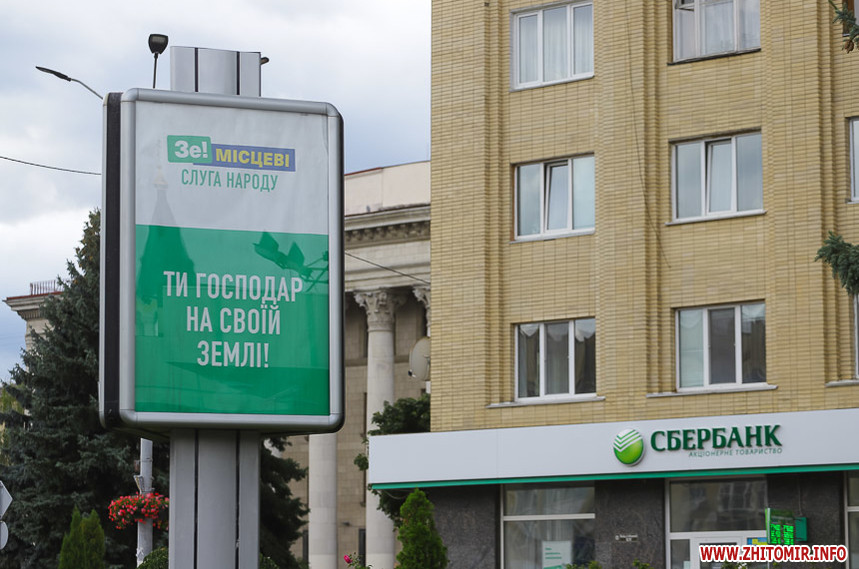 Зе! МІСЦЕВІ
СЛУГА НАРОДУ
ТИ ГОСПОДАР
НА СВОЇЙ
ЗЕМЛІ!
СБЕРБАНК
АКЦІОНЕРНЕ ТОВАРИСТВО
WWW.ZHITOMIR.INFO